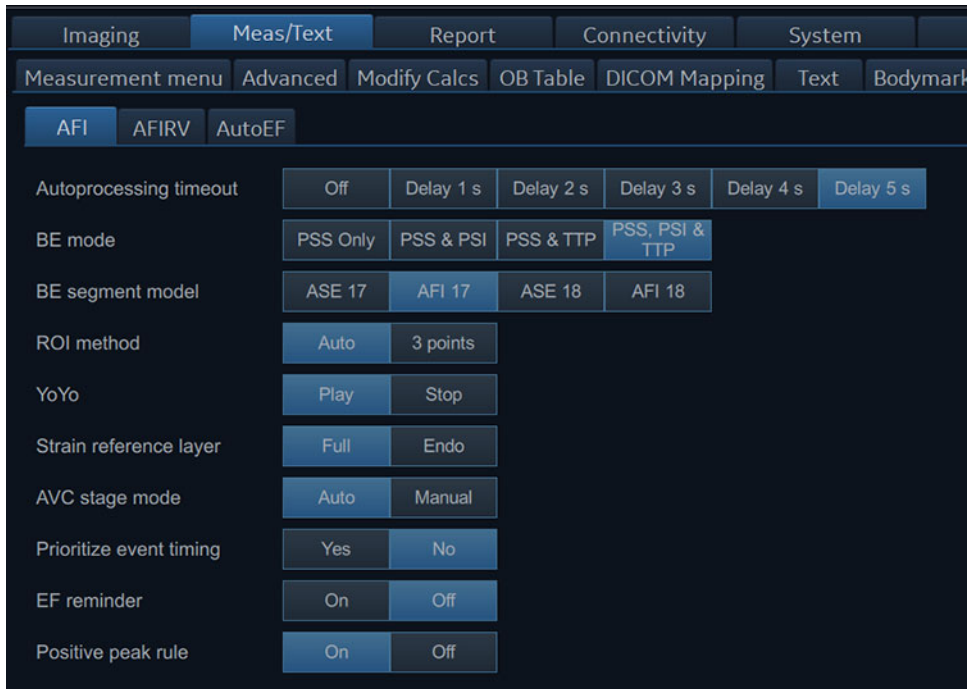 Imaging Meas/Text Report Connectivity System
Measurement menu Advanced Modify Calcs OB Table DICOM Mapping Text Bodymark
AFI AFIRV AutoEF
Autoprocessing timeout Off Delay 1 s Delay 2 s Delay 3 s Delay 4 s Delay 5 s
BE mode PSS Only PSS & PSI PSS & TTP PSS, PSI & TTP
BE segment model ASE 17 AFI 17 ASE 18 AFI 18
ROI method Auto 3 points
YoYo Play Stop
Strain reference layer Full Endo
AVC stage mode Auto Manual
Prioritize event timing Yes No
EF reminder On Off
Positive peak rule On Off